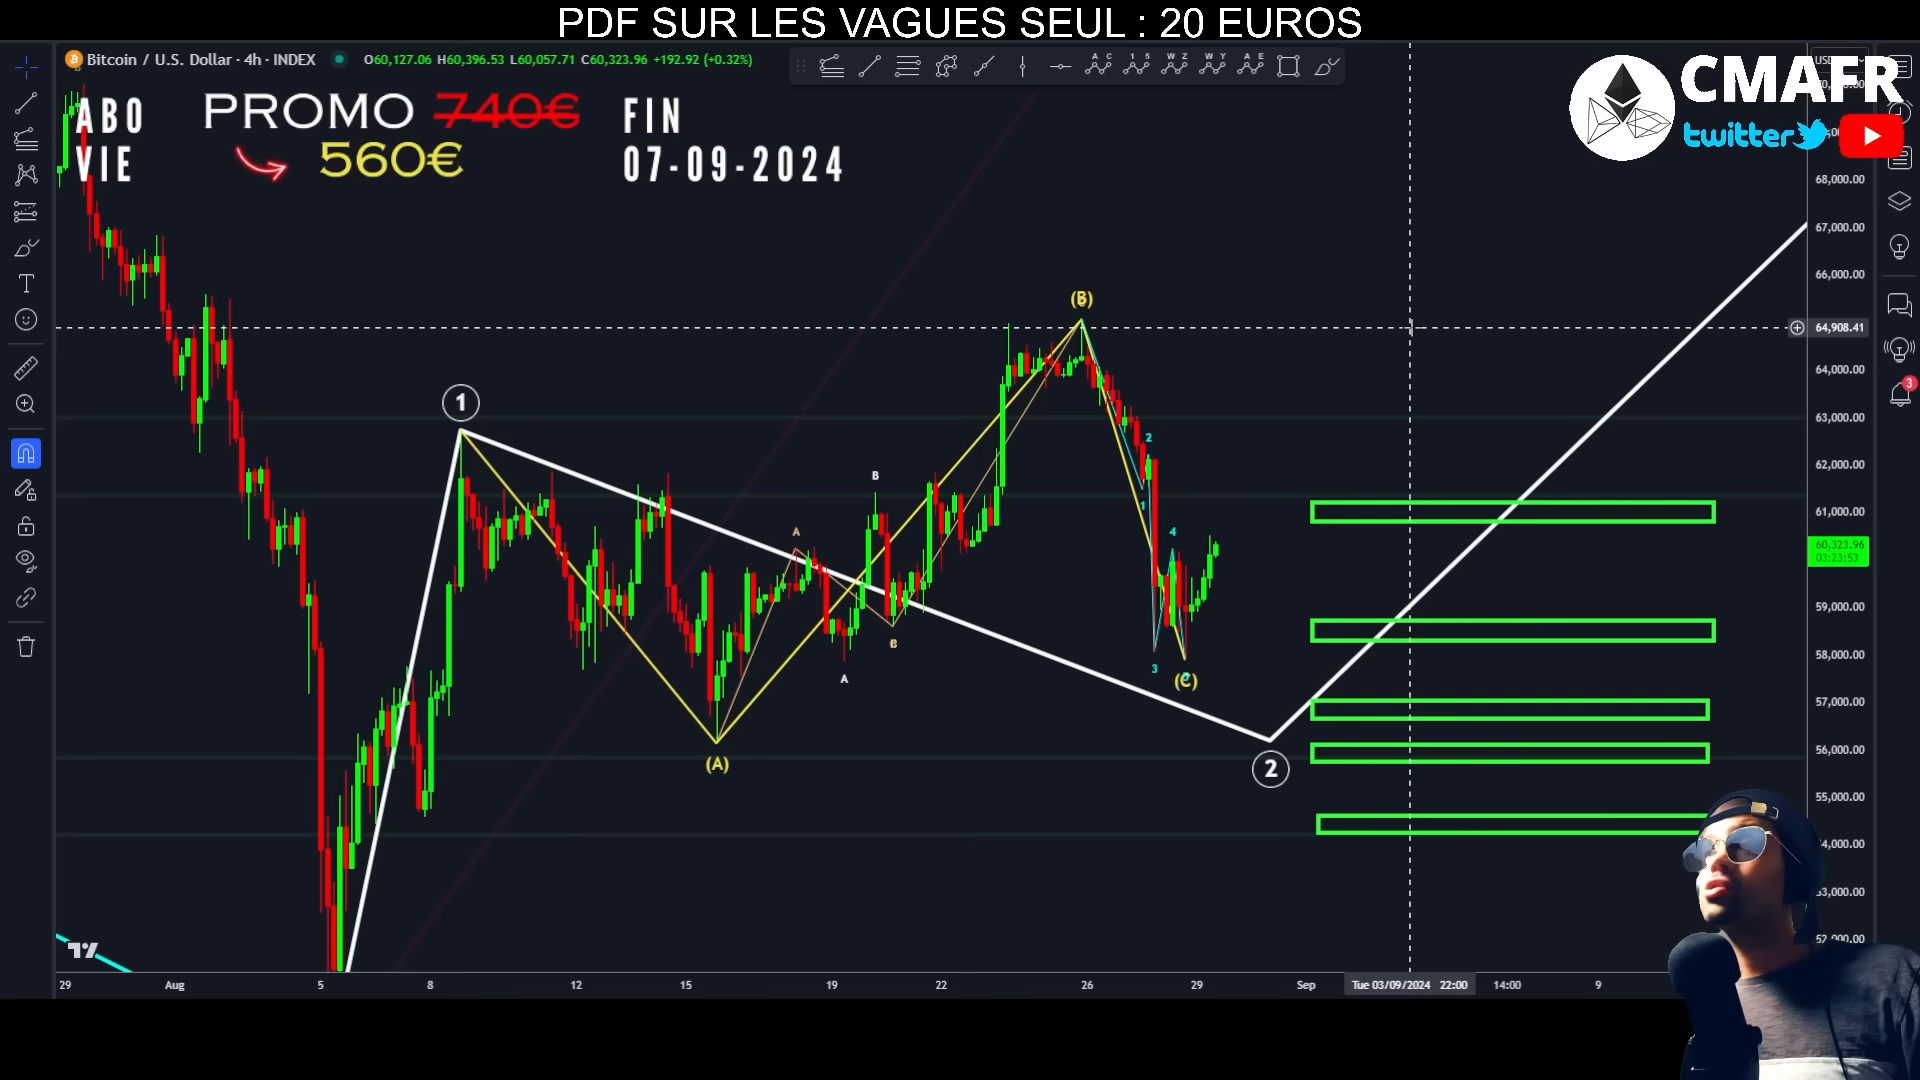 PDF SUR LES VAGUES SEUL : 20 EUROS
Bitcoin / U.S. Dollar · 4h · INDEX
O60,127.06 H60,396.53 L60,057.71 C60,323.96 +192.92 (+0.32%)
CMAFR
twitter
ABO VIE
PROMO 740€
560€
FIN
07-09-2024
68,000.00
67,000.00
66,000.00
64,908.41
64,000.00
63,000.00
62,000.00
61,000.00
60,323.96
03:23:53
59,000.00
58,000.00
57,000.00
56,000.00
55,000.00
3
(B)
1
2
B
1
A
4
B
3
A
(C)
(A)
2
29
Aug
5
8
12
15
19
22
26
29
Sep
Tue 03/09/2024 22:00
14:00
9